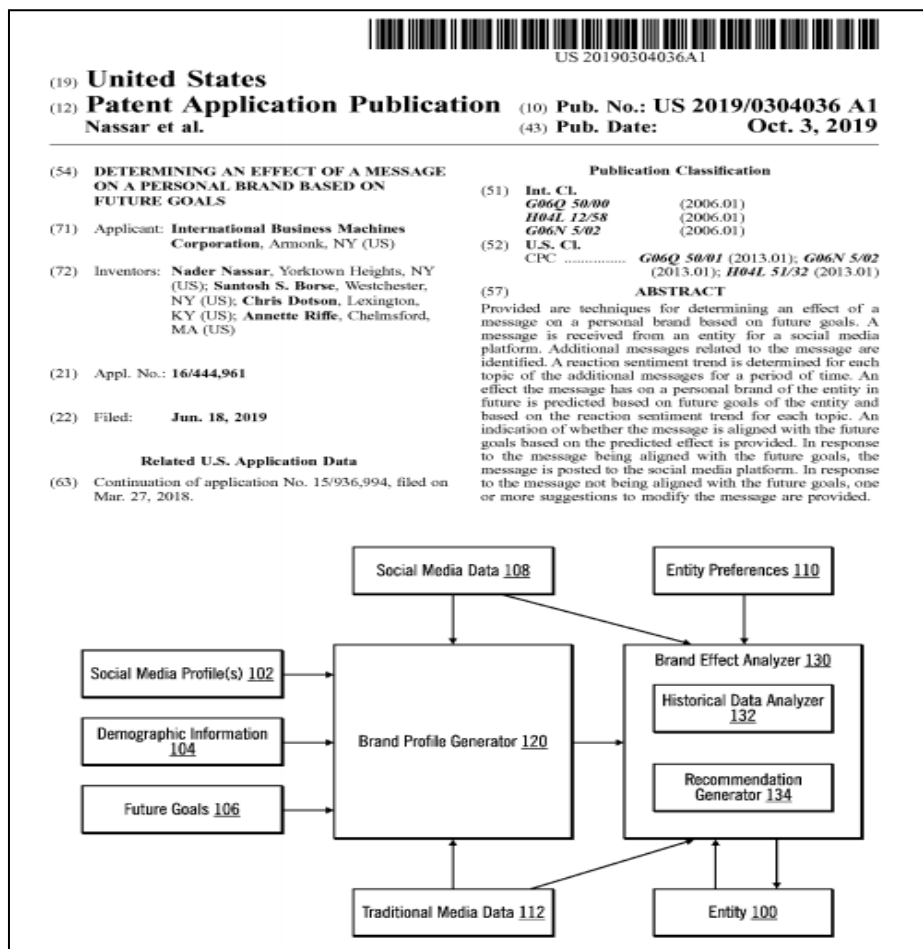 US 20190304036A1
(19) United States
(12) Patent Application Publication
Nassar et al.
(10) Pub. No.: US 2019/0304036 A1
(43) Pub. Date: Oct. 3, 2019
(54) DETERMINING AN EFFECT OF A MESSAGE
ON A PERSONAL BRAND BASED ON
FUTURE GOALS
(71) Applicant: International Business Machines
Corporation, Armonk, NY (US)
(72) Inventors: Nader Nassar, Yorktown Heights, NY
(US); Santosh S. Borse, Westchester,
NY (US); Chris Dotson, Lexington,
KY (US); Annette Riffe, Chelmsford,
MA (US)
(21) Appl. No.: 16/444,961
(22) Filed: Jun. 18, 2019
Related U.S. Application Data
(63) Continuation of application No. 15/936,994, filed on
Mar. 27, 2018.
Publication Classification
(51) Int. Cl.
G06Q 50/00 (2006.01)
H04L 12/58 (2006.01)
G06N 5/02 (2006.01)
(52) U.S. Cl.
CPC ............... G06Q 50/01 (2013.01); G06N 5/02
(2013.01); H04L 51/32 (2013.01)
(57) ABSTRACT
Provided are techniques for determining an effect of a
message on a personal brand based on future goals. A
message is received from an entity for a social media
platform. Additional messages related to the message are
identified. A reaction sentiment trend is determined for each
topic of the additional messages for a period of time. An
effect the message has on a personal brand of the entity in
future is predicted based on future goals of the entity and
based on the reaction sentiment trend for each topic. An
indication of whether the message is aligned with the future
goals based on the predicted effect is provided. In response
to the message being aligned with the future goals, the
message is posted to the social media platform. In response
to the message not being aligned with the future goals, one
or more suggestions to modify the message are provided.
Social Media Data 108
Entity Preferences 110
Social Media Profile(s) 102
Demographic Information
104
Future Goals 106
Brand Profile Generator 120
Brand Effect Analyzer 130
Historical Data Analyzer
132
Recommendation
Generator 134
Traditional Media Data 112
Entity 100